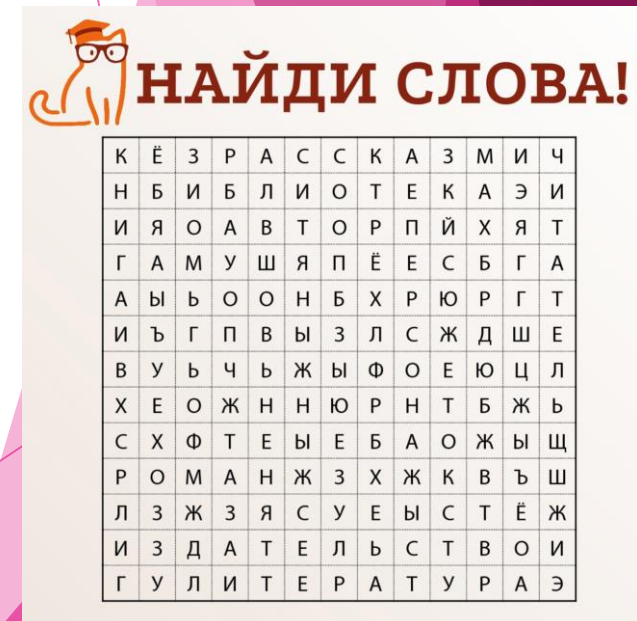 НАЙДИ СЛОВА!
К Ё З Р А С С К А З М И Ч
Н Б И Б Л И О Т Е К А Э И
И Я О А В Т О Р П Й Х Я Т
Г А М У Ш Я П Ё Е С Б Г А
А Ы Ь О О Н Б Х Р Ю Р Г Т
И Ъ Г П В Ы З Л С Ж Д Ш Е
В У Ь Ч Ь Ж Ы Ф О Е Ю Ц Л
Х Е О Ж Н Н Ю Р Н Т Б Ж Ь
С Х Ф Т Е Ы Е Б А О Ж Ы Щ
Р О М А Н Ж З Х Ж К В Ъ Ш
Л З Ж З Я С У Е Ы С Т Ё Ж
И З Д А Т Е Л Ь С Т В О И
Г У Л И Т Е Р А Т У Р А Э